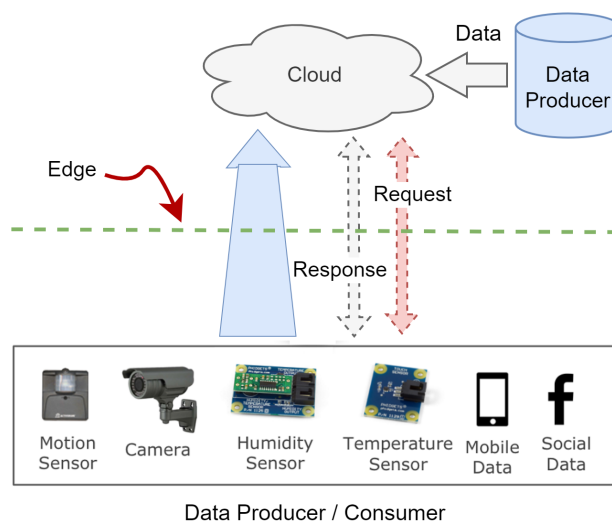 Data
Cloud
Data
Producer
Edge
Request
Response
Motion
Sensor
Camera
Humidity
Sensor
Temperature
Sensor
Mobile
Data
Social
Data
Data Producer / Consumer